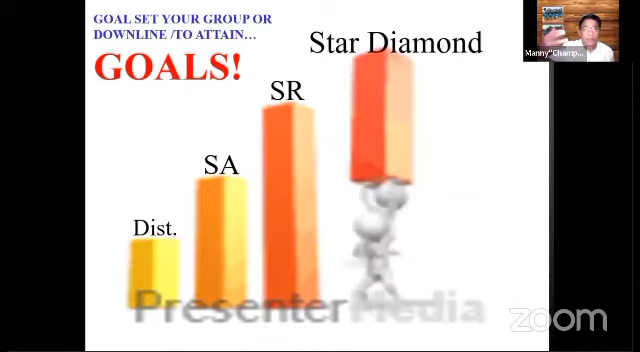 GOAL SET YOUR GROUP OR
DOWNLINE /TO ATTAIN…
GOALS!
Star Diamond
SR
SA
Dist.
PresenterMedia
Manny"Champ...
zoom